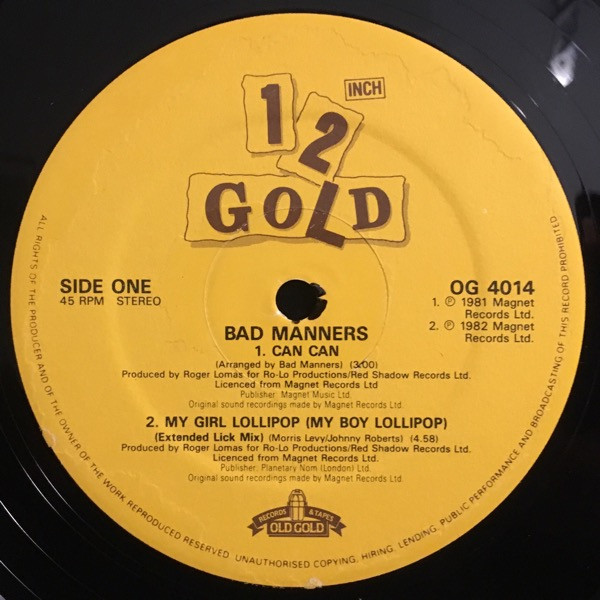 12 INCH
GOLD
SIDE ONE
45 RPM STEREO
OG 4014
1. ℗ 1981 Magnet
Records Ltd.
2. ℗ 1982 Magnet
Records Ltd.
BAD MANNERS
1. CAN CAN
(Arranged by Bad Manners) (3.00)
Produced by Roger Lomas for Ro-Lo Productions/Red Shadow Records Ltd.
Licenced from Magnet Records Ltd
Publisher: Magnet Music Ltd.
Original sound recordings made by Magnet Records Ltd.
2. MY GIRL LOLLIPOP (MY BOY LOLLIPOP)
(Extended Lick Mix) (Morris Levy/Johnny Roberts) (4.58)
Produced by Roger Lomas for Ro-Lo Productions/Red Shadow Records Ltd.
Licenced from Magnet Records Ltd.
Publisher: Planetary Nom (London) Ltd.
Original sound recordings made by Magnet Records Ltd
RECORDS & TAPES
OLD GOLD
ALL RIGHTS OF THE PRODUCER AND OF THE OWNER OF THE WORK REPRODUCED RESERVED. UNAUTHORISED COPYING, HIRING, LENDING, PUBLIC PERFORMANCE AND BROADCASTING OF THIS RECORD PROHIBITED.